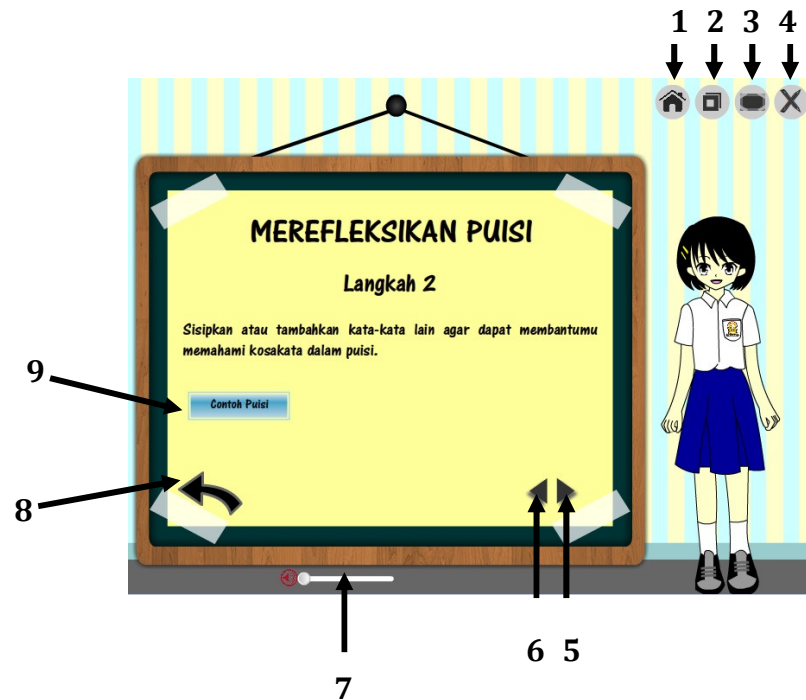 1 2 3 4
MEREFLEKSIKAN PUISI
Langkah 2
Sisipkan atau tambahkan kata-kata lain agar dapat membantumu
memahami kosakata dalam puisi.
9
Contoh Puisi
8
6 5
7